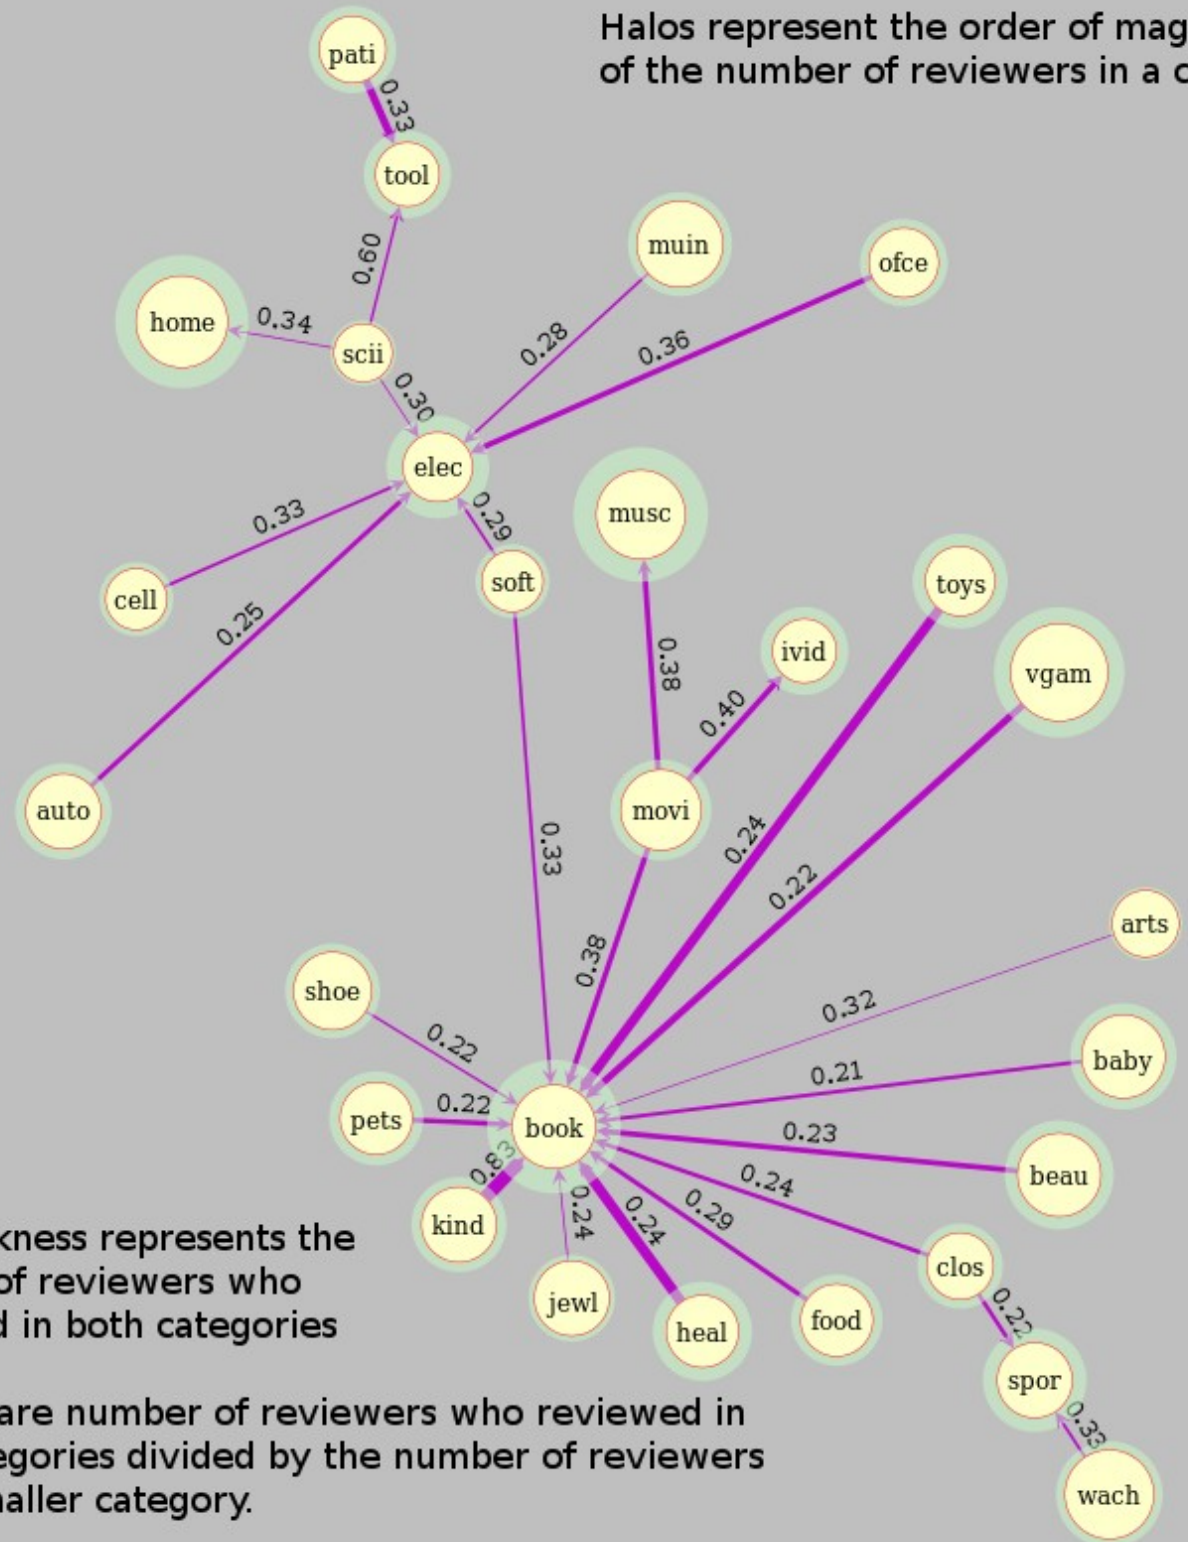 Halos represent the order of mag
of the number of reviewers in a c
pati
0.33
tool
0.60
muin
ofce
home
0.34
scii
0.28
0.36
0.30
elec
musc
0.33
0.29
cell
soft
toys
0.25
ivid
vgam
0.38
0.40
auto
movi
0.33
0.24
0.22
arts
0.38
shoe
0.32
0.22
baby
0.21
pets
0.22
book
0.23
beau
0.83
0.24
kind
0.24
0.24
0.29
clos
jewl
heal
food
0.22
spor
0.33
wach
kness represents the
of reviewers who
d in both categories
are number of reviewers who reviewed in
egories divided by the number of reviewers
maller category.